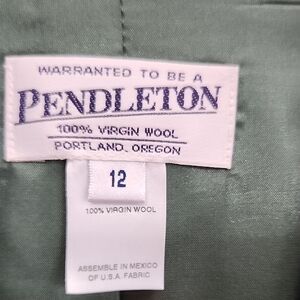 WARRANTED TO BE A
PENDLETON
100% VIRGIN WOOL
PORTLAND, OREGON
12
100% VIRGIN WOOL
ASSEMBLE IN MEXICO
OF U.S.A. FABRIC